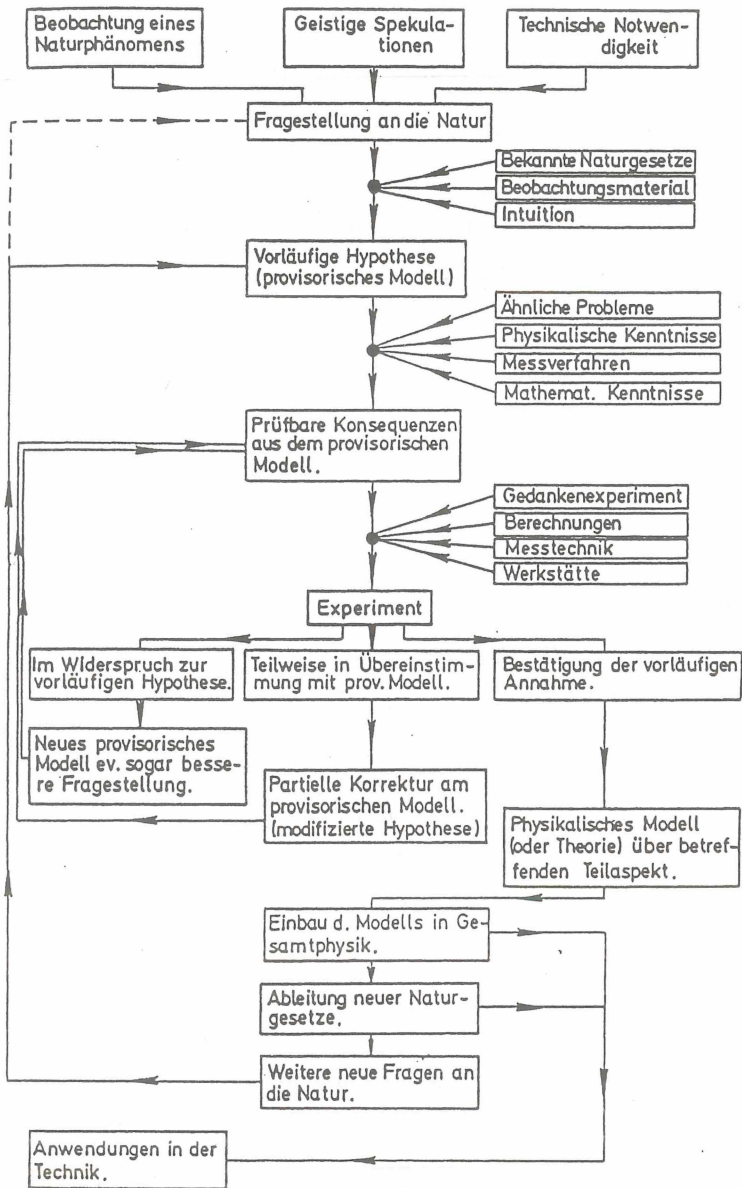 Beobachtung eines
Naturphänomens
Geistige Spekula-
tionen
Technische Notwen-
digkeit
Fragestellung an die Natur
Bekannte Naturgesetze
Beobachtungsmaterial
Intuition
Vorläufige Hypothese
(provisorisches Modell)
Ähnliche Probleme
Physikalische Kenntnisse
Messverfahren
Mathemat. Kenntnisse
Prüfbare Konsequenzen
aus dem provisorischen
Modell.
Gedankenexperiment
Berechnungen
Messtechnik
Werkstätte
Experiment
Im Widerspruch zur
vorläufigen Hypothese.
Teilweise in Übereinstim-
mung mit prov. Modell.
Bestätigung der vorläufigen
Annahme.
Neues provisorisches
Modell ev. sogar besse-
re Fragestellung.
Partielle Korrektur am
provisorischen Modell.
(modifizierte Hypothese)
Physikalisches Modell
(oder Theorie) über betref-
fenden Teilaspekt.
Einbau d. Modells in Ge-
samtphysik.
Ableitung neuer Natur-
gesetze.
Weitere neue Fragen an
die Natur.
Anwendungen in der
Technik.